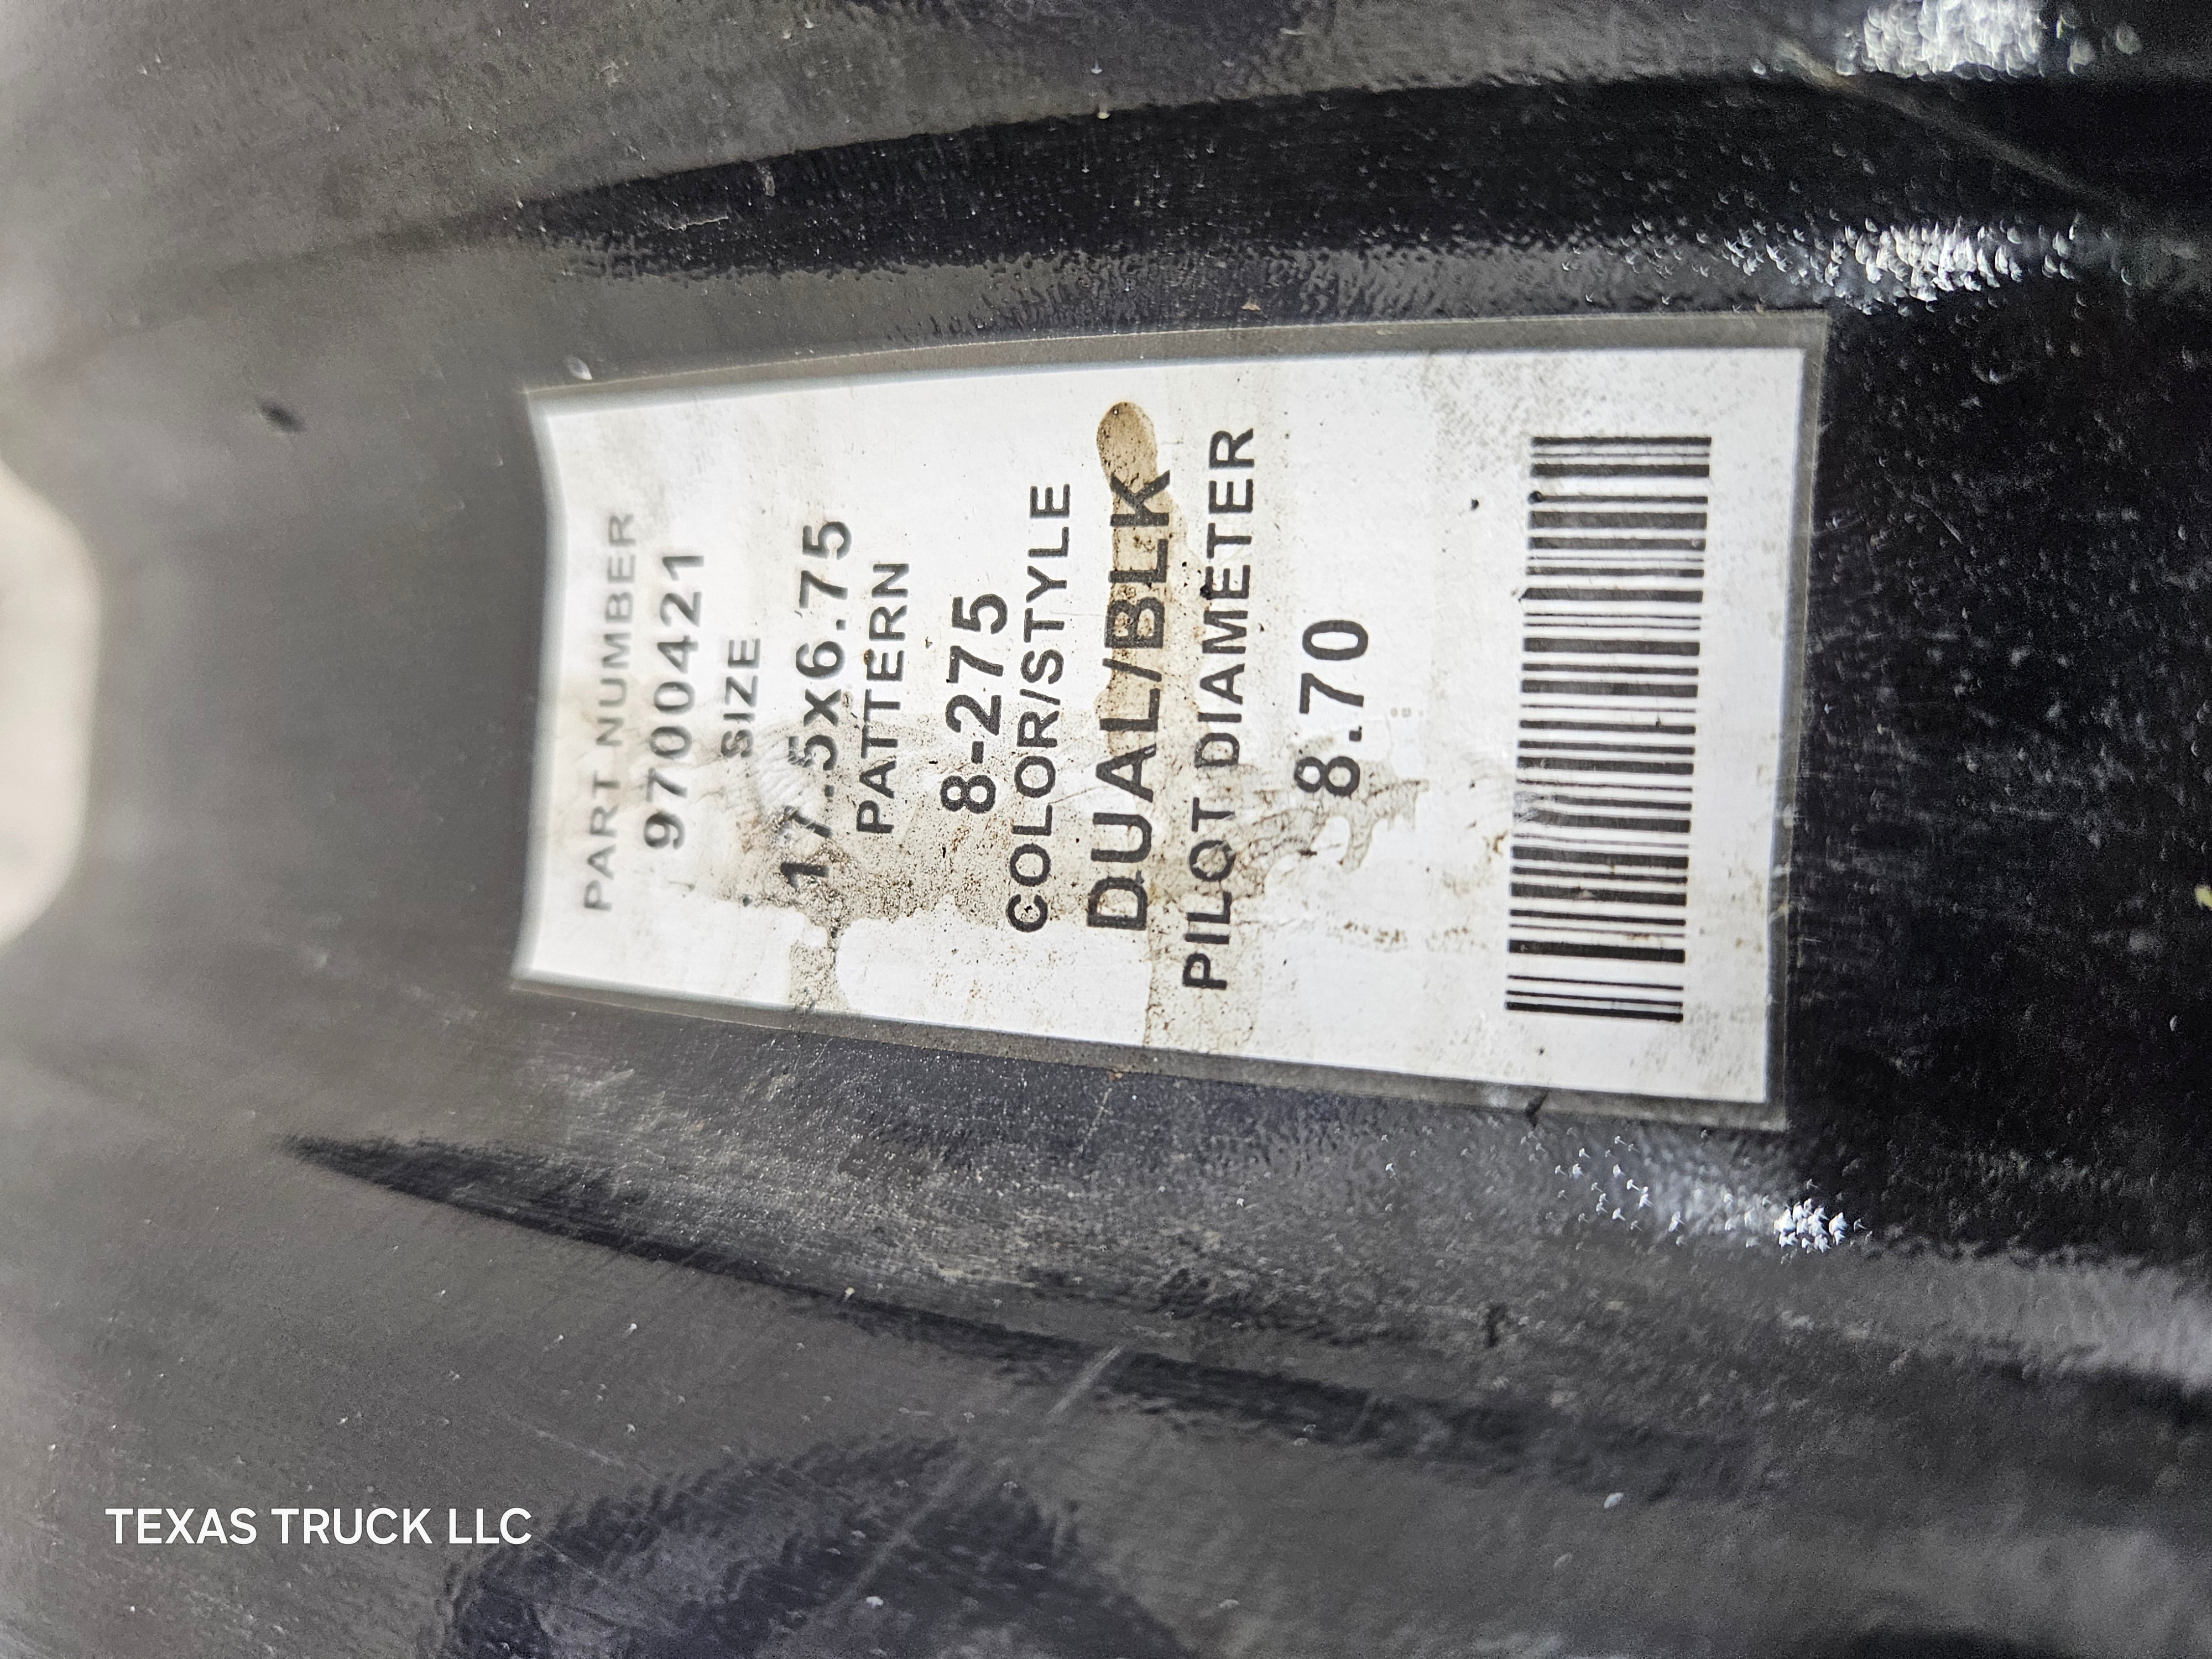 PART NUMBER
9700421
SIZE
17.5x6.75
PATTERN
8-275
COLOR/STYLE
DUAL/BLK
PILOT DIAMETER
8.70
TEXAS TRUCK LLC